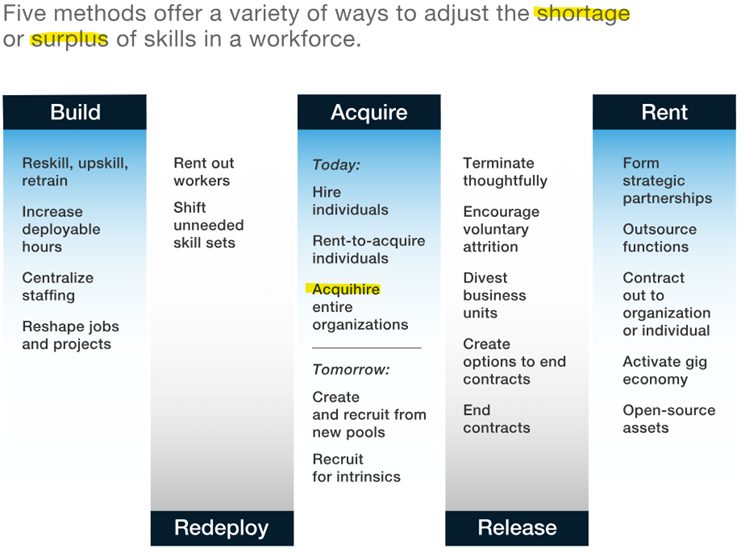 Five methods offer a variety of ways to adjust the shortage
or surplus of skills in a workforce.
Build
Reskill, upskill,
retrain
Increase
deployable
hours
Centralize
staffing
Reshape jobs
and projects
Rent out
workers
Shift
unneeded
skill sets
Redeploy
Acquire
Today:
Hire
individuals
Rent-to-acquire
individuals
Acquihire
entire
organizations
Tomorrow:
Create
and recruit from
new pools
Recruit
for intrinsics
Terminate
thoughtfully
Encourage
voluntary
attrition
Divest
business
units
Create
options to end
contracts
End
contracts
Release
Rent
Form
strategic
partnerships
Outsource
functions
Contract
out to
organization
or individual
Activate gig
economy
Open-source
assets